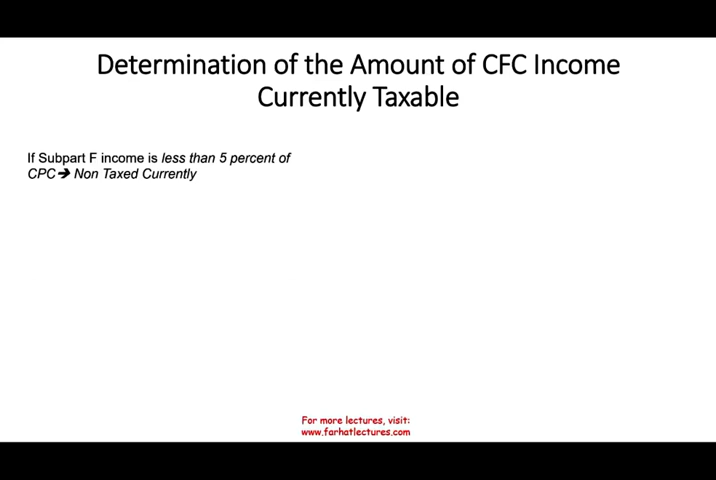 Determination of the Amount of CFC Income
Currently Taxable
If Subpart F income is less than 5 percent of
CPC➔ Non Taxed Currently
For more lectures, visit:
www.farhatlectures.com